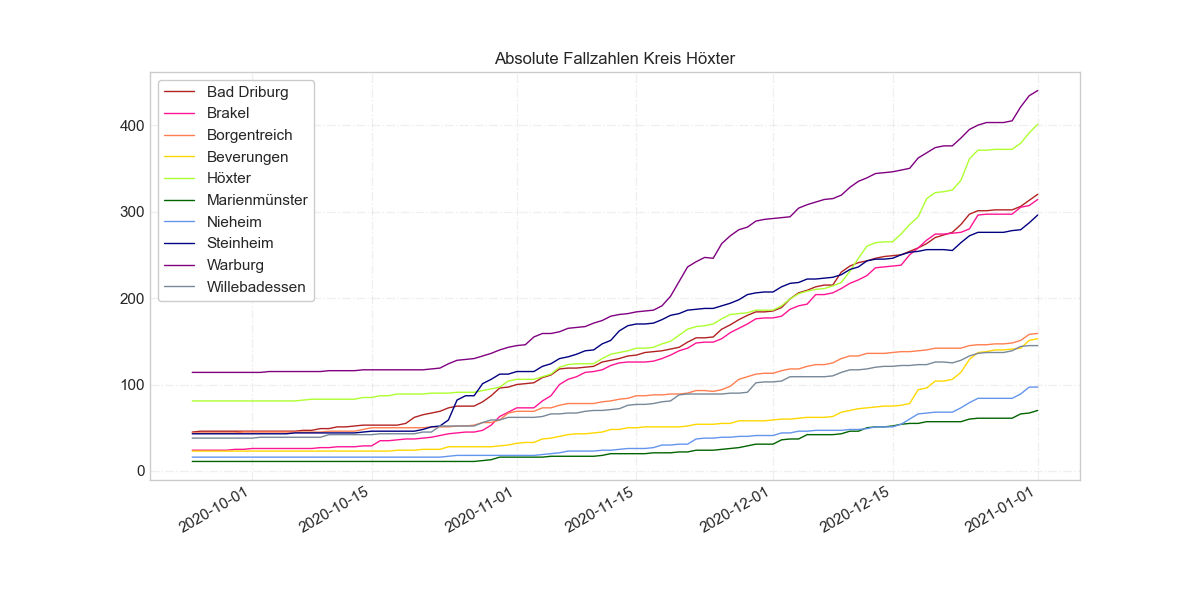 Absolute Fallzahlen Kreis Höxter
Bad Driburg
Brakel
Borgentreich
Beverungen
Höxter
Marienmünster
Nieheim
Steinheim
Warburg
Willebadessen
400
300
200
100
0
2020-10-01
2020-10-15
2020-11-01
2020-11-15
2020-12-01
2020-12-15
2021-01-01